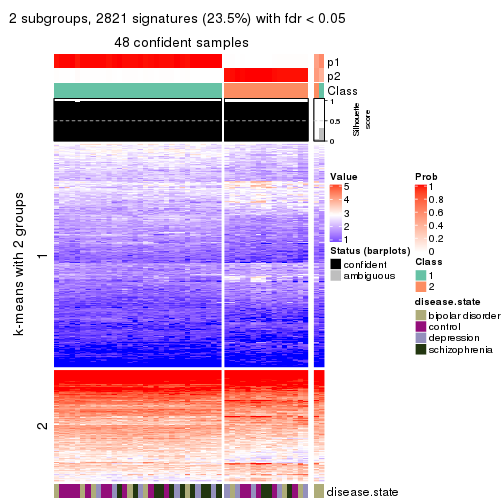 2 subgroups, 2821 signatures (23.5%) with fdr < 0.05
48 confident samples
p1
p2
Class
1
0.5
0
Silhouette
score
k-means with 2 groups
1
2
disease.state
Value
5
4
3
2
1
Status (barplots)
confident
ambiguous
Prob
1
0.8
0.6
0.4
0.2
0
Class
1
2
disease.state
bipolar disorder
control
depression
schizophrenia